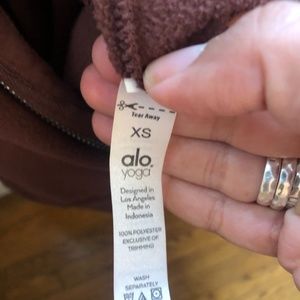 Tear Away
XS
alo
yoga
Designed in
Los Angeles
Made in
Indonesia
100% POLYESTER
EXCLUSIVE OF
TRIMMING
WASH
SEPARATELY